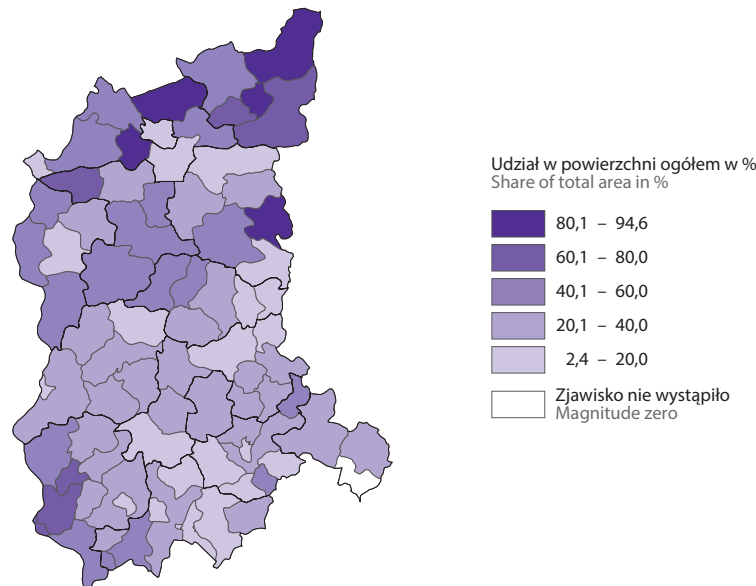 Udział w powierzchni ogółem w %
Share of total area in %
80,1 – 94,6
60,1 – 80,0
40,1 – 60,0
20,1 – 40,0
2,4 – 20,0
Zjawisko nie wystąpiło
Magnitude zero